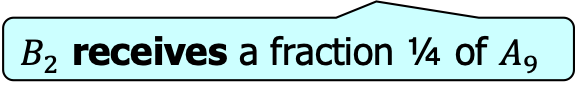 B₂ receives a fraction ¼ of A₉